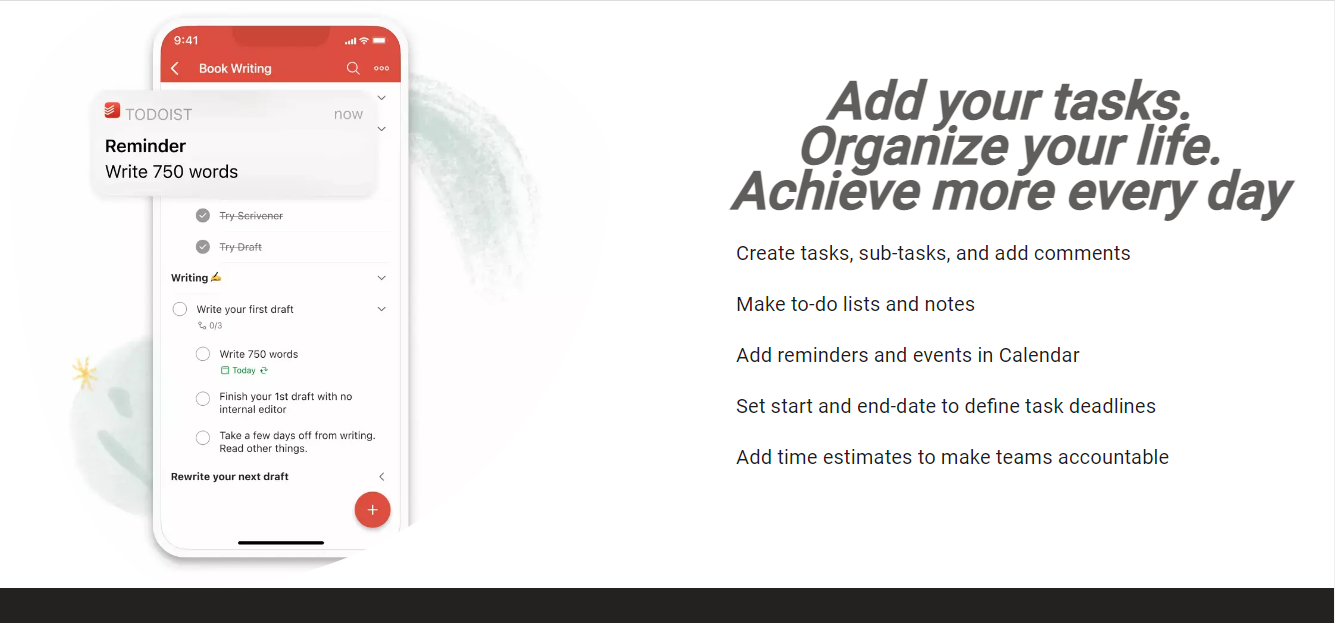 9:41
Book Writing
TODOIST
now
Reminder
Write 750 words
Try Scrivener
Try Draft
Writing ✍
Write your first draft
0/3
Write 750 words
Today
Finish your 1st draft with no
internal editor
Take a few days off from writing.
Read other things.
Rewrite your next draft
Add your tasks.
Organize your life.
Achieve more every day
Create tasks, sub-tasks, and add comments
Make to-do lists and notes
Add reminders and events in Calendar
Set start and end-date to define task deadlines
Add time estimates to make teams accountable